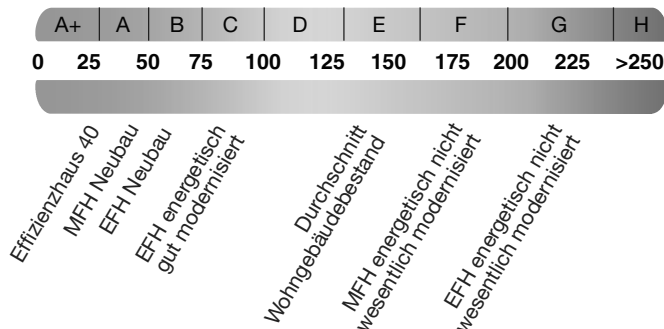 A+ A B C D E F G H
0 25 50 75 100 125 150 175 200 225 >250
Effizienzhaus 40
MFH Neubau
EFH Neubau
EFH energetisch
gut modernisiert
Durchschnitt
Wohngebäudebestand
MFH energetisch nicht
wesentlich modernisiert
EFH energetisch nicht
wesentlich modernisiert